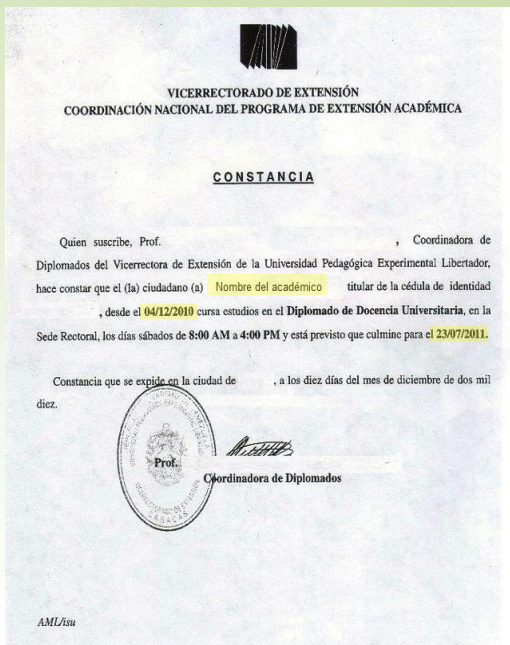 VICERRECTORADO DE EXTENSIÓN
COORDINACIÓN NACIONAL DEL PROGRAMA DE EXTENSIÓN ACADÉMICA
CONSTANCIA
Quien suscribe, Prof. , Coordinadora de
Diplomados del Vicerrectora de Extensión de la Universidad Pedagógica Experimental Libertador,
hace constar que el (la) ciudadano (a) Nombre del académico titular de la cédula de identidad
, desde el 04/12/2010 cursa estudios en el Diplomado de Docencia Universitaria, en la
Sede Rectoral, los días sábados de 8:00 AM a 4:00 PM y está previsto que culmine para el 23/07/2011.
Constancia que se expide en la ciudad de , a los diez días del mes de diciembre de dos mil
diez.
Prof.
Coordinadora de Diplomados
CARACAS
AML/isu